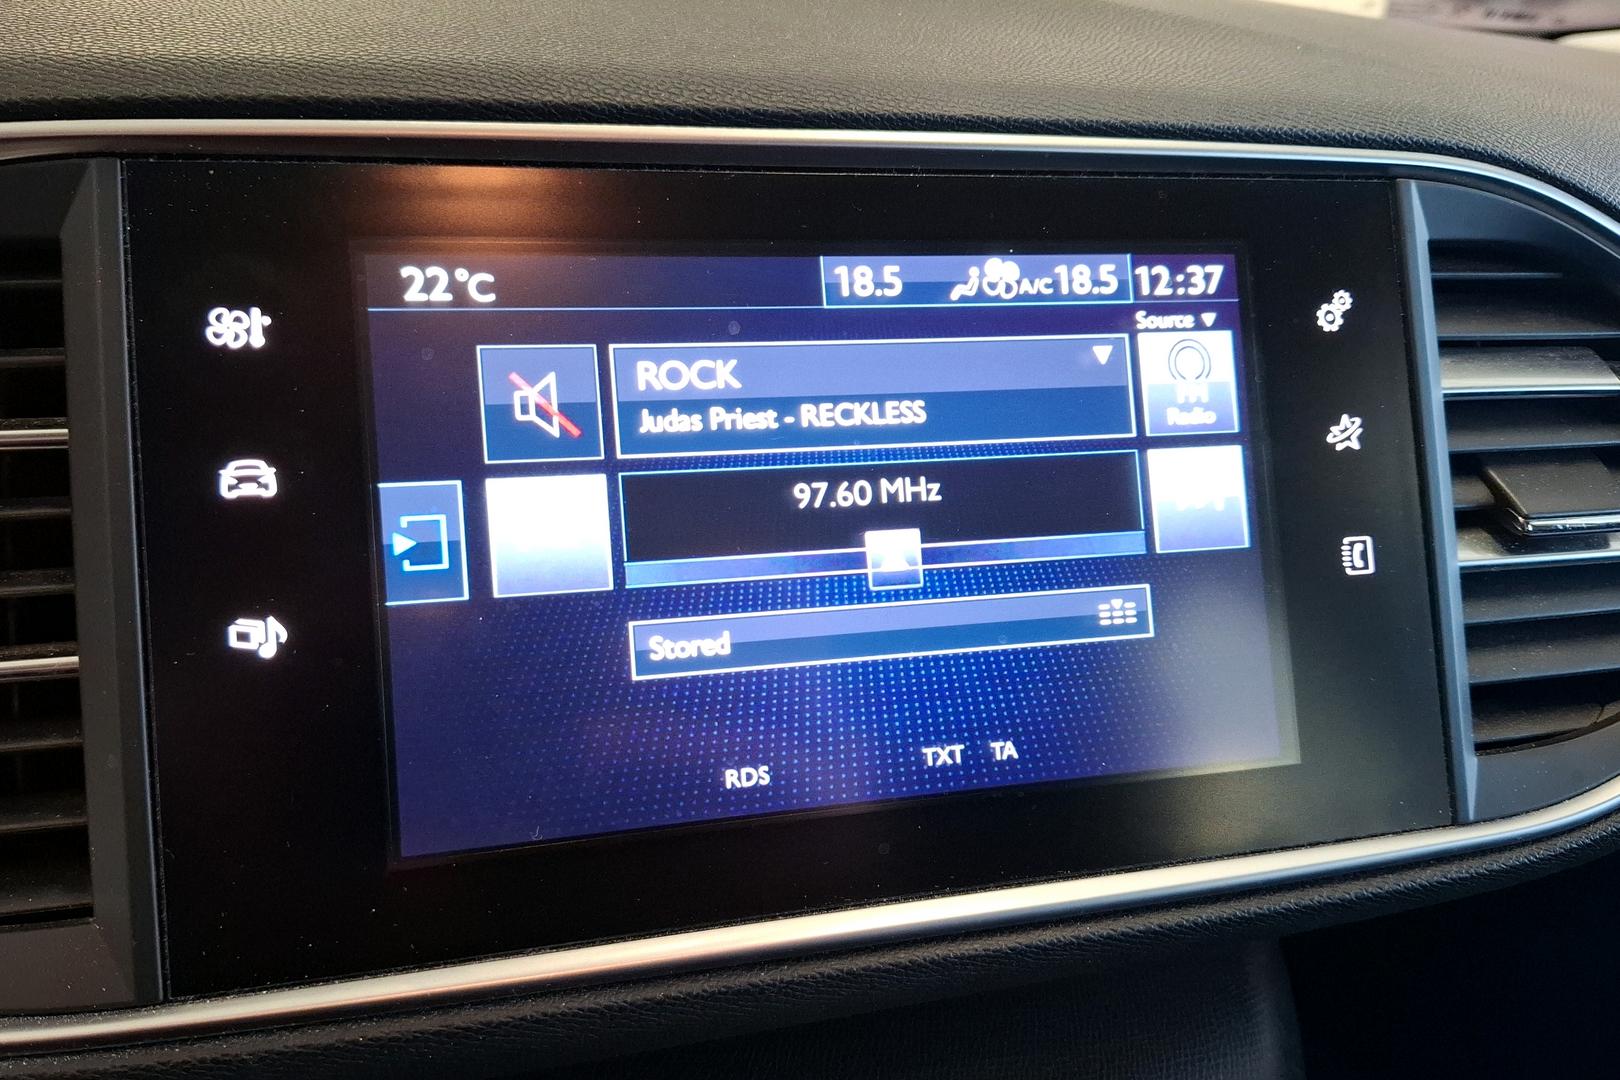 22°C
18.5
A/C 18.5
12:37
Source
ROCK
Judas Priest - RECKLESS
Radio
97.60 MHz
Stored
TXT TA
RDS